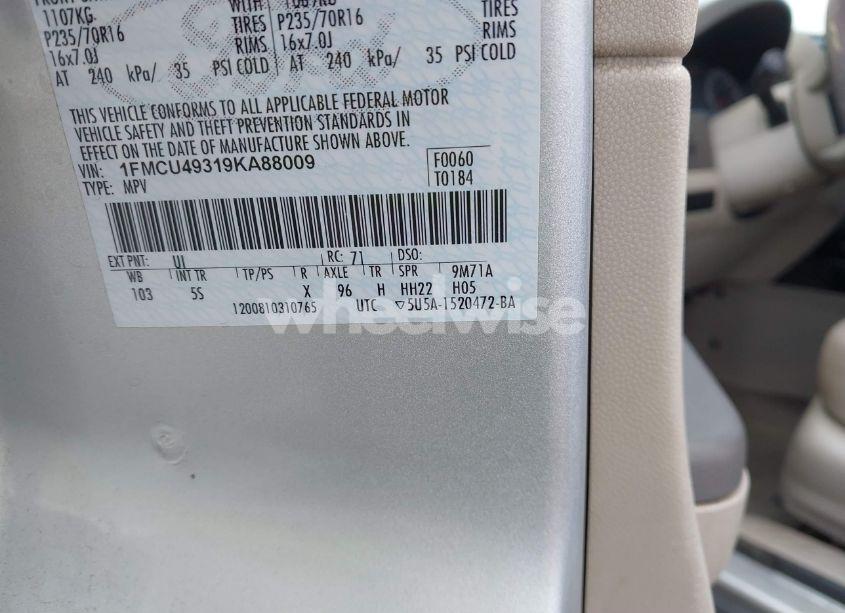 1107KG. WITH TIRES RIMS
P235/70R16 TIRES P235/70R16 TIRES
16x7.0J RIMS 16x7.0J RIMS
AT 240 kPa/ 35 PSI COLD AT 240 kPa/ 35 PSI COLD
THIS VEHICLE CONFORMS TO ALL APPLICABLE FEDERAL MOTOR
VEHICLE SAFETY AND THEFT PREVENTION STANDARDS IN
EFFECT ON THE DATE OF MANUFACTURE SHOWN ABOVE.
VIN: 1FMCU49319KA88009 F0060
TYPE: MPV T0184
EXT PNT: UI RC: 71 DSO:
WB INT TR TP/PS R AXLE TR SPR 9M71A
103 5S X 96 H HH22 H05
1200810310765 UTC ▽5U5A-1520472-BA
wheelwise